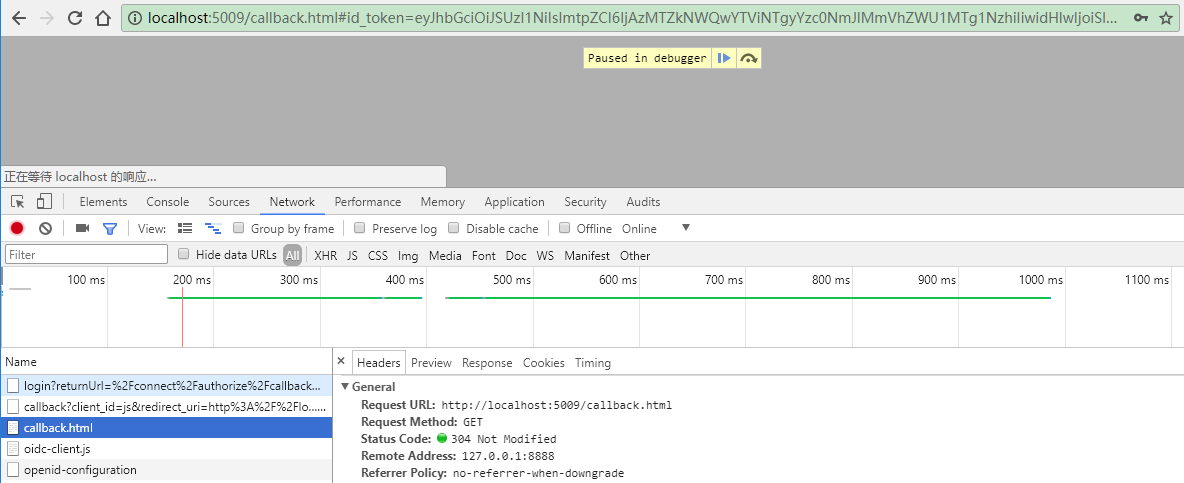 localhost:5009/callback.html#id_token=eyJhbGciOiJSUzI1NiIsImtpZCI6IjAzMTZkNWQwYTViNTgyYzc0NmJlMmVhZWU1MTg1NzhiIiwidHlwIjoiSl...
Paused in debugger
正在等待 localhost 的响应...
Elements Console Sources Network Performance Memory Application Security Audits
View: Group by frame Preserve log Disable cache Offline Online
Filter Hide data URLs All XHR JS CSS Img Media Font Doc WS Manifest Other
100 ms 200 ms 300 ms 400 ms 500 ms 600 ms 700 ms 800 ms 900 ms 1000 ms 1100 ms
Name × Headers Preview Response Cookies Timing
login?returnUrl=%2Fconnect%2Fauthorize%2Fcallback...
callback?client_id=js&redirect_uri=http%3A%2F%2Flo......
callback.html
oidc-client.js
openid-configuration
General
Request URL: http://localhost:5009/callback.html
Request Method: GET
Status Code: 304 Not Modified
Remote Address: 127.0.0.1:8888
Referrer Policy: no-referrer-when-downgrade